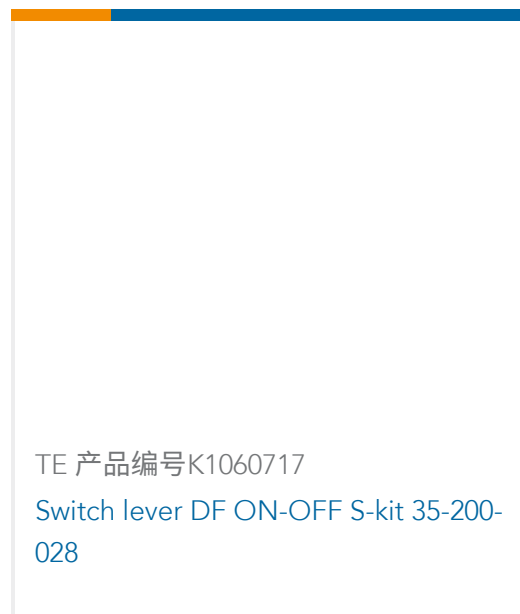 TE 产品编号K1060717
Switch lever DF ON-OFF S-kit 35-200-
028